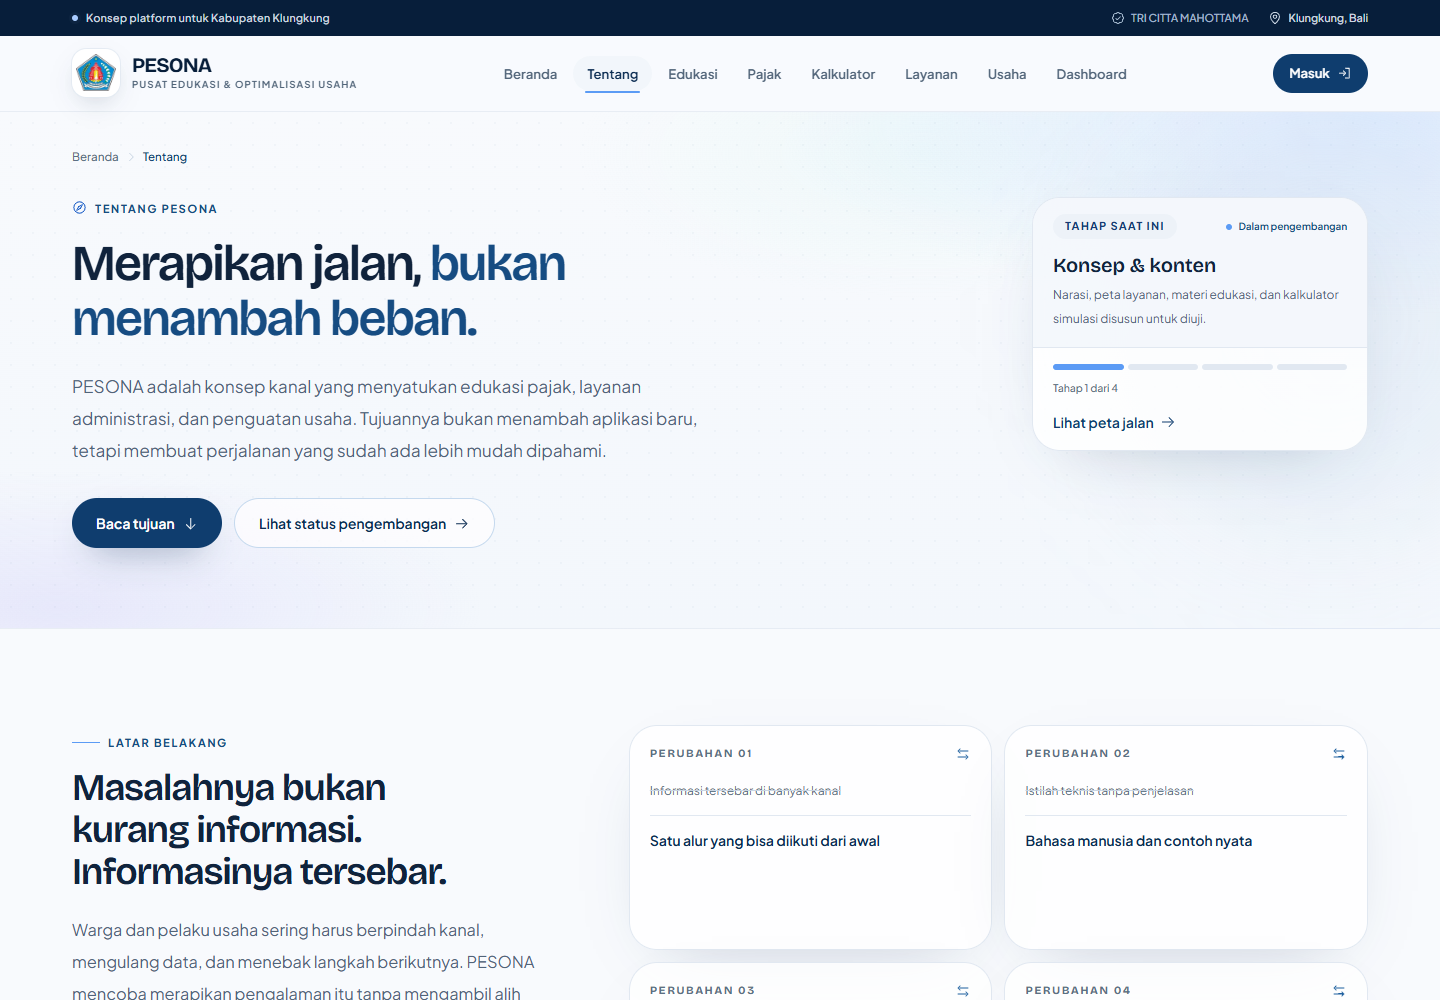 Konsep platform untuk Kabupaten Klungkung
TRI CITTA MAHOTTAMA
Klungkung, Bali
PESONA
PUSAT EDUKASI & OPTIMALISASI USAHA
Beranda
Tentang
Edukasi
Pajak
Kalkulator
Layanan
Usaha
Dashboard
Masuk
Beranda
Tentang
TENTANG PESONA
Merapikan jalan, bukan
menambah beban.
PESONA adalah konsep kanal yang menyatukan edukasi pajak, layanan
administrasi, dan penguatan usaha. Tujuannya bukan menambah aplikasi baru,
tetapi membuat perjalanan yang sudah ada lebih mudah dipahami.
Baca tujuan
Lihat status pengembangan
TAHAP SAAT INI
Dalam pengembangan
Konsep & konten
Narasi, peta layanan, materi edukasi, dan kalkulator
simulasi disusun untuk diuji.
Tahap 1 dari 4
Lihat peta jalan
LATAR BELAKANG
Masalahnya bukan
kurang informasi.
Informasinya tersebar.
Warga dan pelaku usaha sering harus berpindah kanal,
mengulang data, dan menebak langkah berikutnya. PESONA
mencoba merapikan pengalaman itu tanpa mengambil alih
PERUBAHAN 01
Informasi tersebar di banyak kanal
Satu alur yang bisa diikuti dari awal
PERUBAHAN 02
Istilah teknis tanpa penjelasan
Bahasa manusia dan contoh nyata
PERUBAHAN 03
PERUBAHAN 04